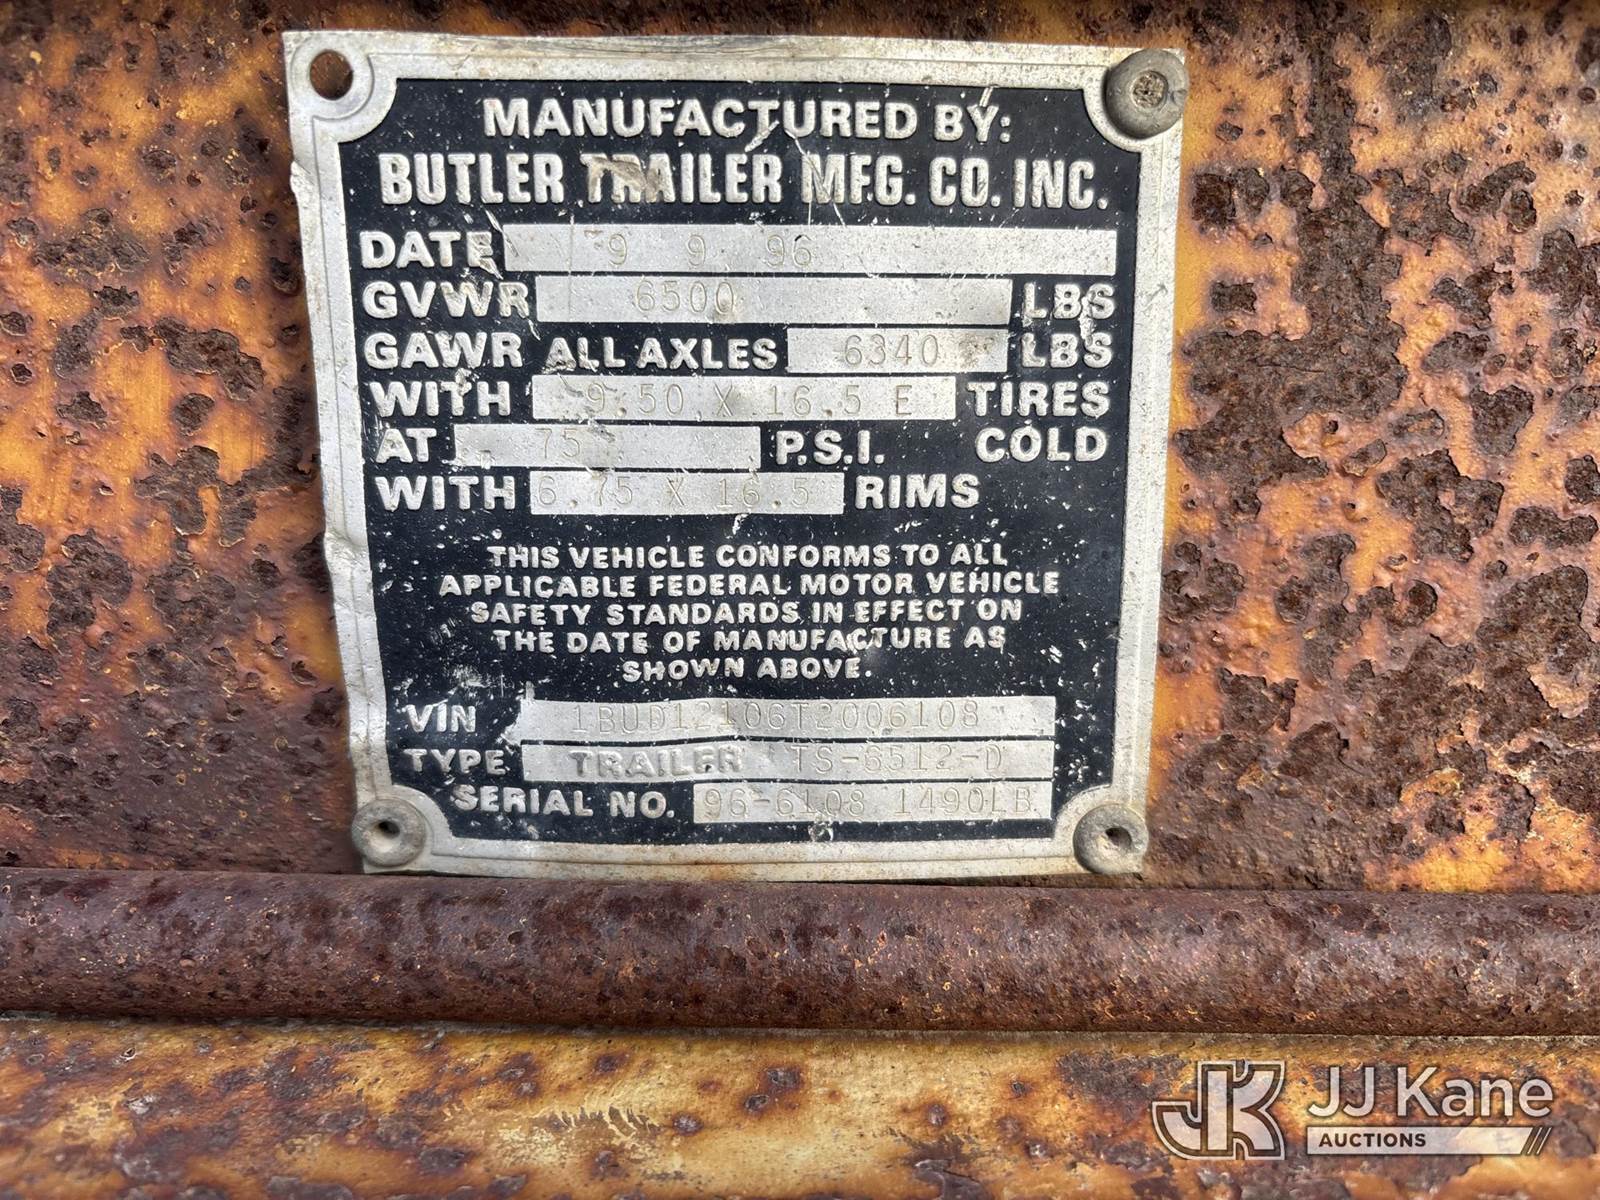 MANUFACTURED BY:
BUTLER TRAILER MFG. CO. INC.
DATE 9 9 96
GVWR 6500 LBS
GAWR ALL AXLES 6340 LBS
WITH 9.50 X 16.5 E TIRES
AT 75 P.S.I. COLD
WITH 6.75 X 16.5 RIMS
THIS VEHICLE CONFORMS TO ALL
APPLICABLE FEDERAL MOTOR VEHICLE
SAFETY STANDARDS IN EFFECT ON
THE DATE OF MANUFACTURE AS
SHOWN ABOVE.
VIN 1BUD12106T2006108
TYPE TRAILER TS-6512-D
SERIAL NO. 96-6108 1490LB
JK JJ Kane
AUCTIONS